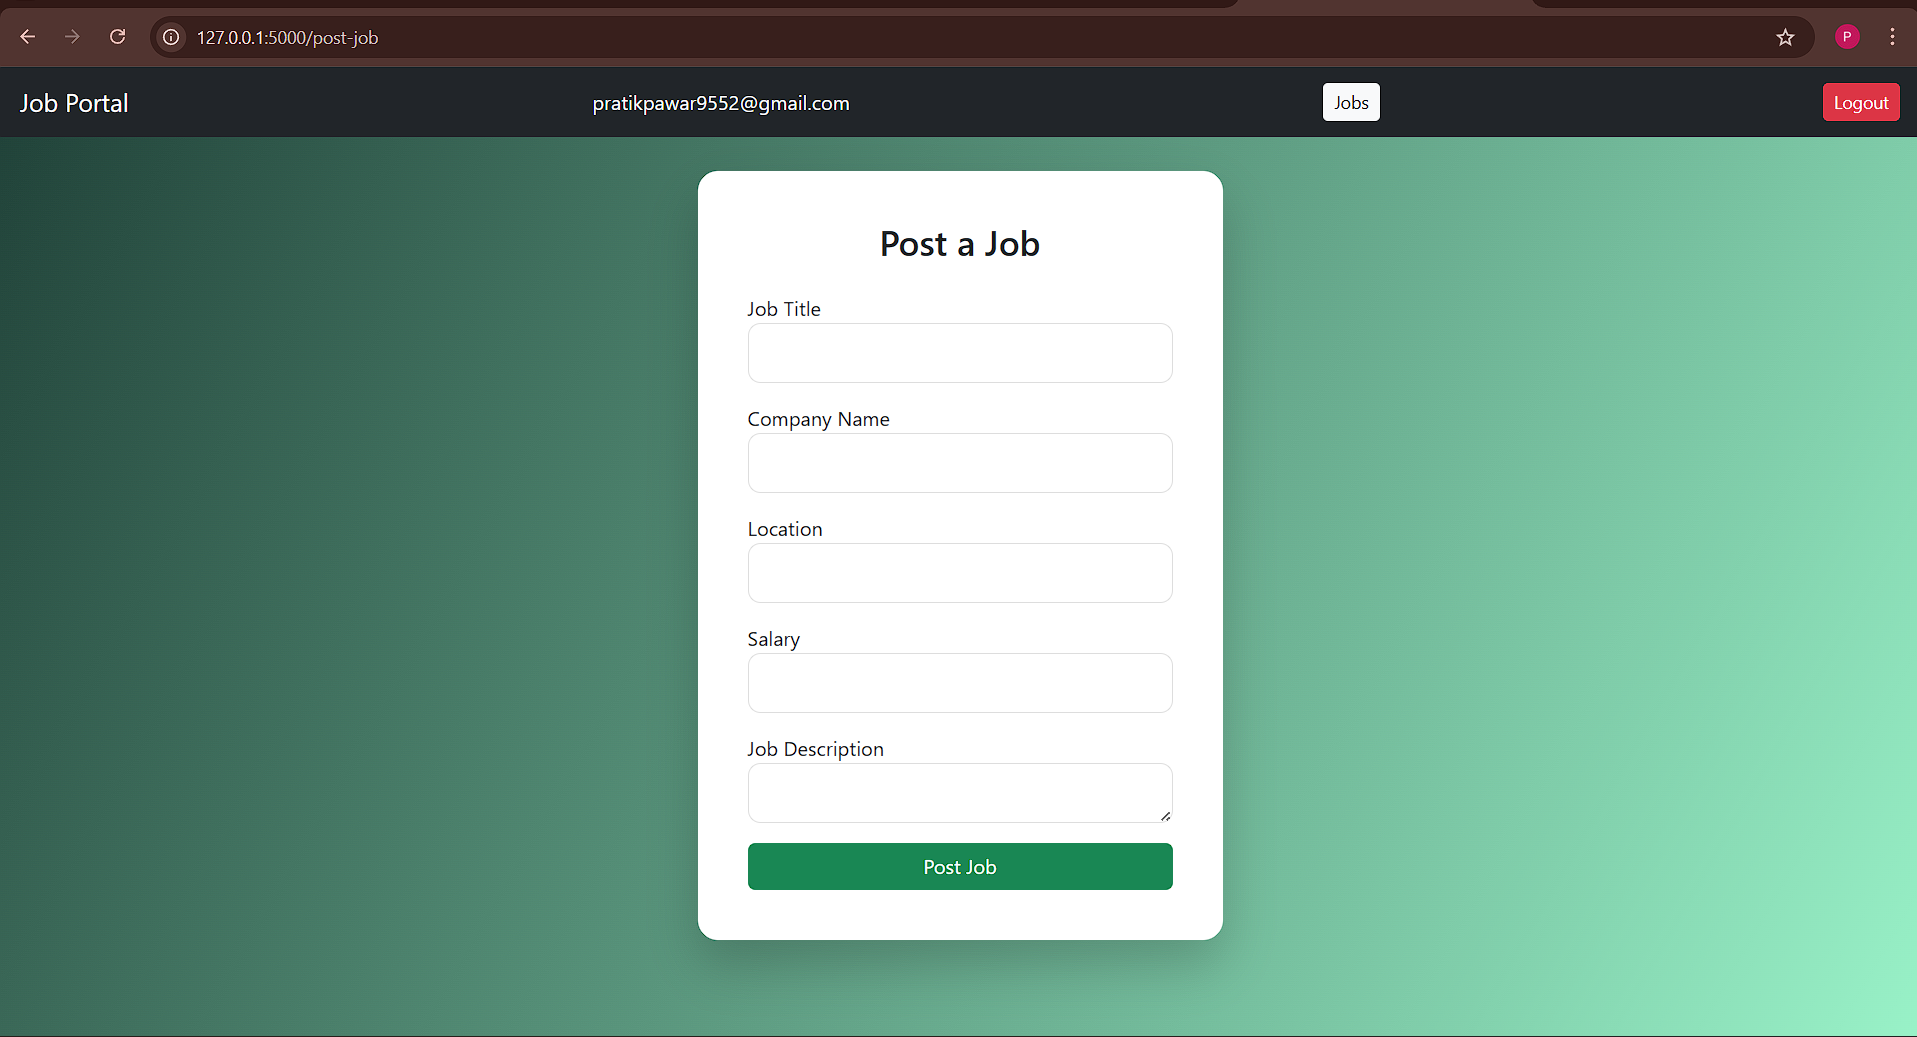 127.0.0.1:5000/post-job
P
Job Portal
pratikpawar9552@gmail.com
Jobs
Logout
Post a Job
Job Title
Company Name
Location
Salary
Job Description
Post Job